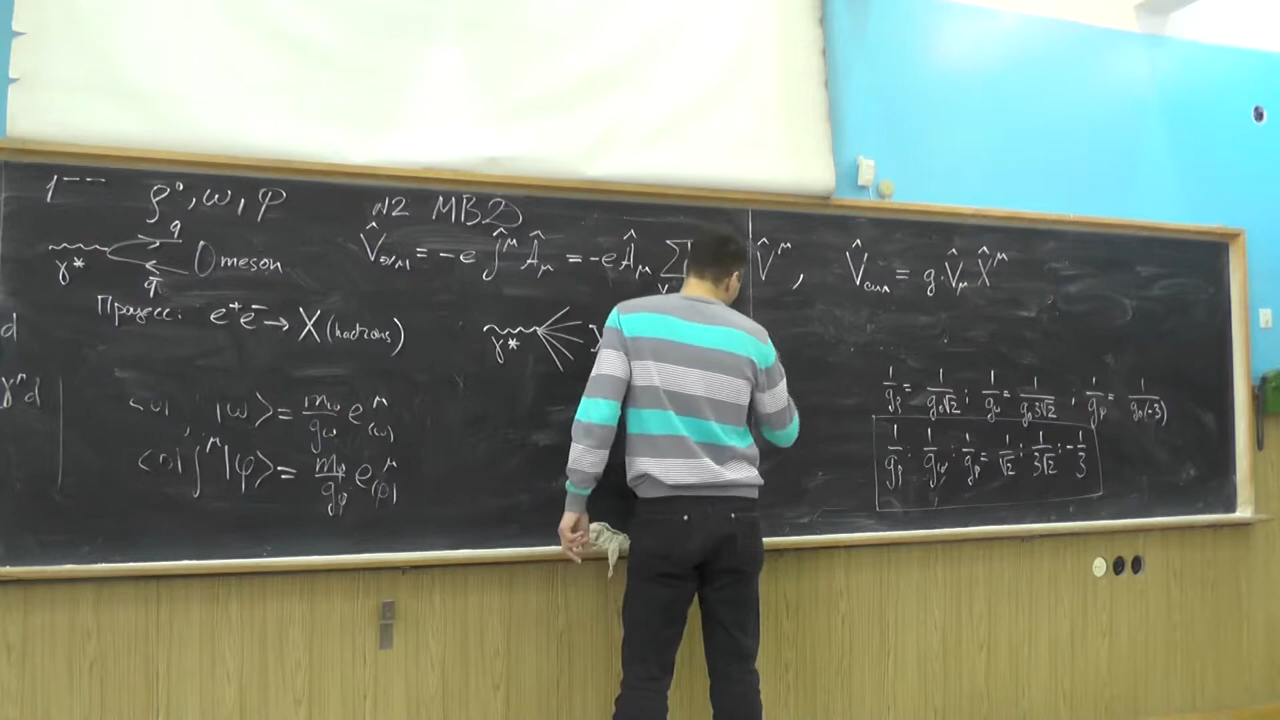 1⁻⁻ ρ⁰, ω, φ
№2 МВД
γ* q q̄ meson
V̂эл = -e ĵ^μ Â_μ = -e Â_μ ∑ V̂^μ, V̂сил = g·V̂_μ X̂^μ
Процесс: e⁺e⁻ → X (hadrons)
γ*
d
γ^μ d
|ω> = m_ω/g_ω e^μ_(ω)
<0|J^μ|φ> = m_φ/g_φ e^μ_(φ)
1/g_ρ = 1/(g₀√2); 1/g_ω = 1/(g₀3√2); 1/g_φ = 1/(g₀(-3))
1/g_ρ : 1/g_ω : 1/g_φ = 1/√2 : 1/(3√2) : -1/3